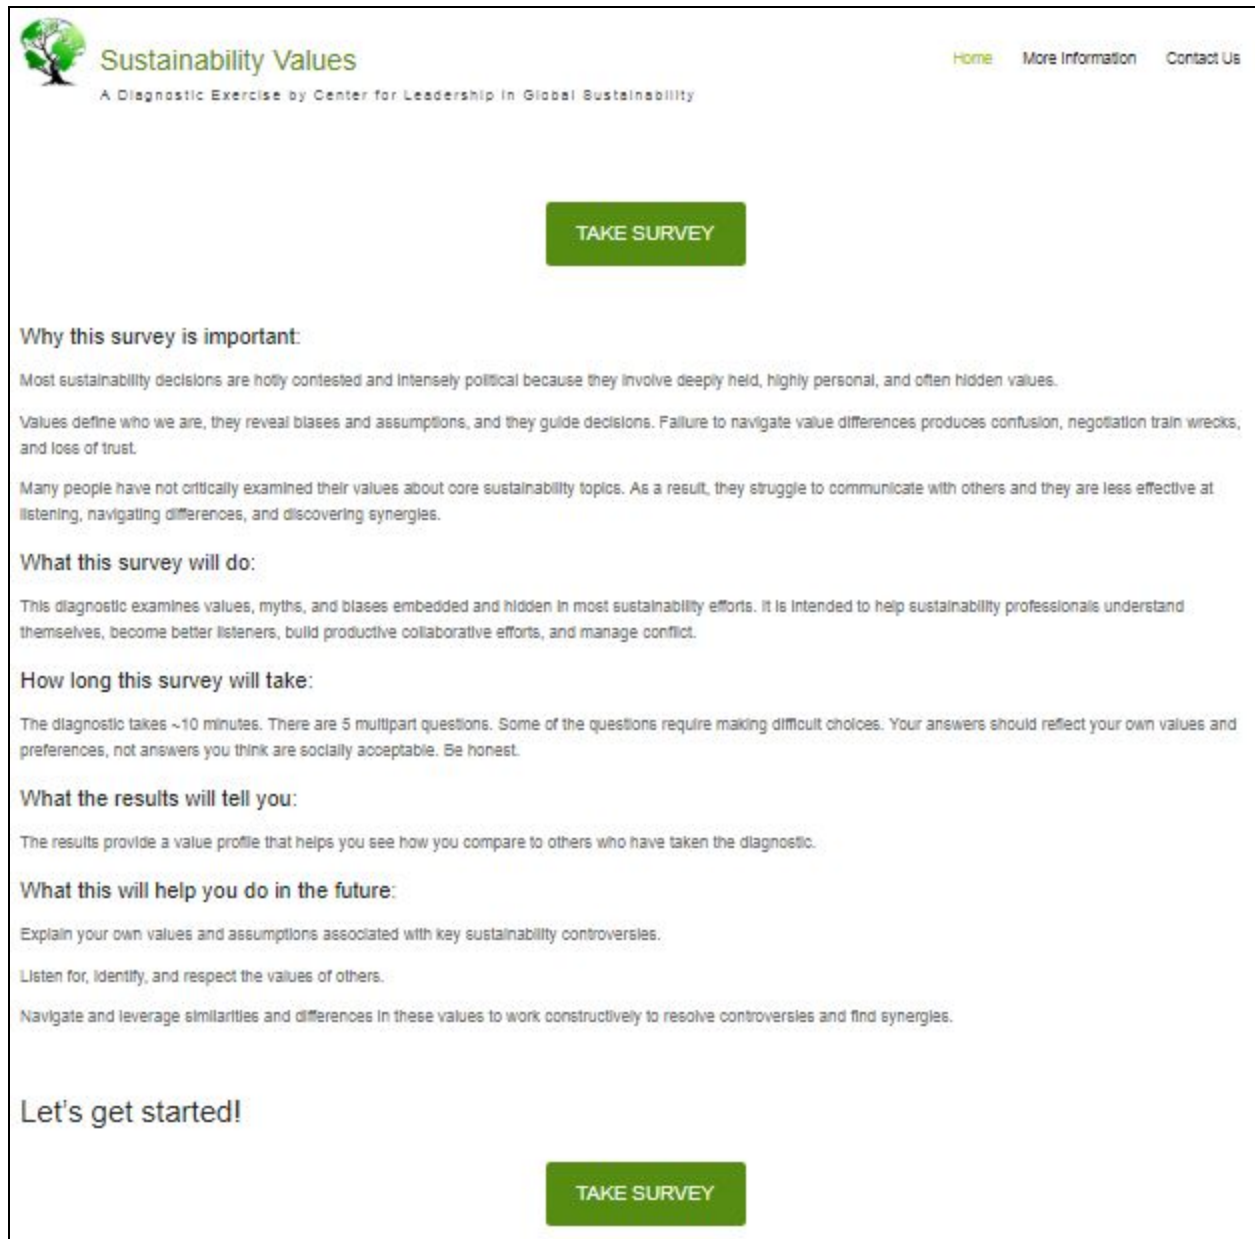 Sustainability Values
Home More Information Contact Us
A Diagnostic Exercise by Center for Leadership in Global Sustainability
TAKE SURVEY
Why this survey is important:
Most sustainability decisions are hotly contested and intensely political because they involve deeply held, highly personal, and often hidden values.
Values define who we are, they reveal biases and assumptions, and they guide decisions. Failure to navigate value differences produces confusion, negotiation train wrecks,
and loss of trust.
Many people have not critically examined their values about core sustainability topics. As a result, they struggle to communicate with others and they are less effective at
listening, navigating differences, and discovering synergies.
What this survey will do:
This diagnostic examines values, myths, and biases embedded and hidden in most sustainability efforts. It is intended to help sustainability professionals understand
themselves, become better listeners, build productive collaborative efforts, and manage conflict.
How long this survey will take:
The diagnostic takes ~10 minutes. There are 5 multipart questions. Some of the questions require making difficult choices. Your answers should reflect your own values and
preferences, not answers you think are socially acceptable. Be honest.
What the results will tell you:
The results provide a value profile that helps you see how you compare to others who have taken the diagnostic.
What this will help you do in the future:
Explain your own values and assumptions associated with key sustainability controversies.
Listen for, identify, and respect the values of others.
Navigate and leverage similarities and differences in these values to work constructively to resolve controversies and find synergies.
Let's get started!
TAKE SURVEY